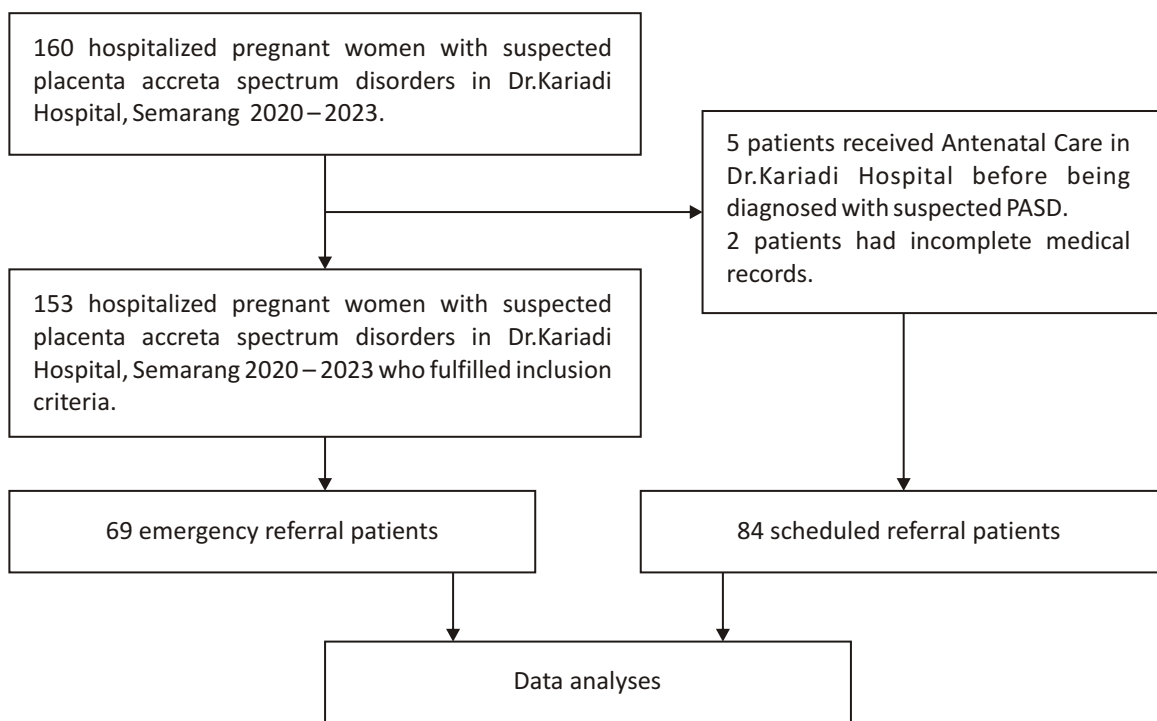 160 hospitalized pregnant women with suspected
placenta accreta spectrum disorders in Dr.Kariadi
Hospital, Semarang 2020 – 2023.
5 patients received Antenatal Care in
Dr.Kariadi Hospital before being
diagnosed with suspected PASD.
2 patients had incomplete medical
records.
153 hospitalized pregnant women with suspected
placenta accreta spectrum disorders in Dr.Kariadi
Hospital, Semarang 2020 – 2023 who fulfilled inclusion
criteria.
69 emergency referral patients
84 scheduled referral patients
Data analyses